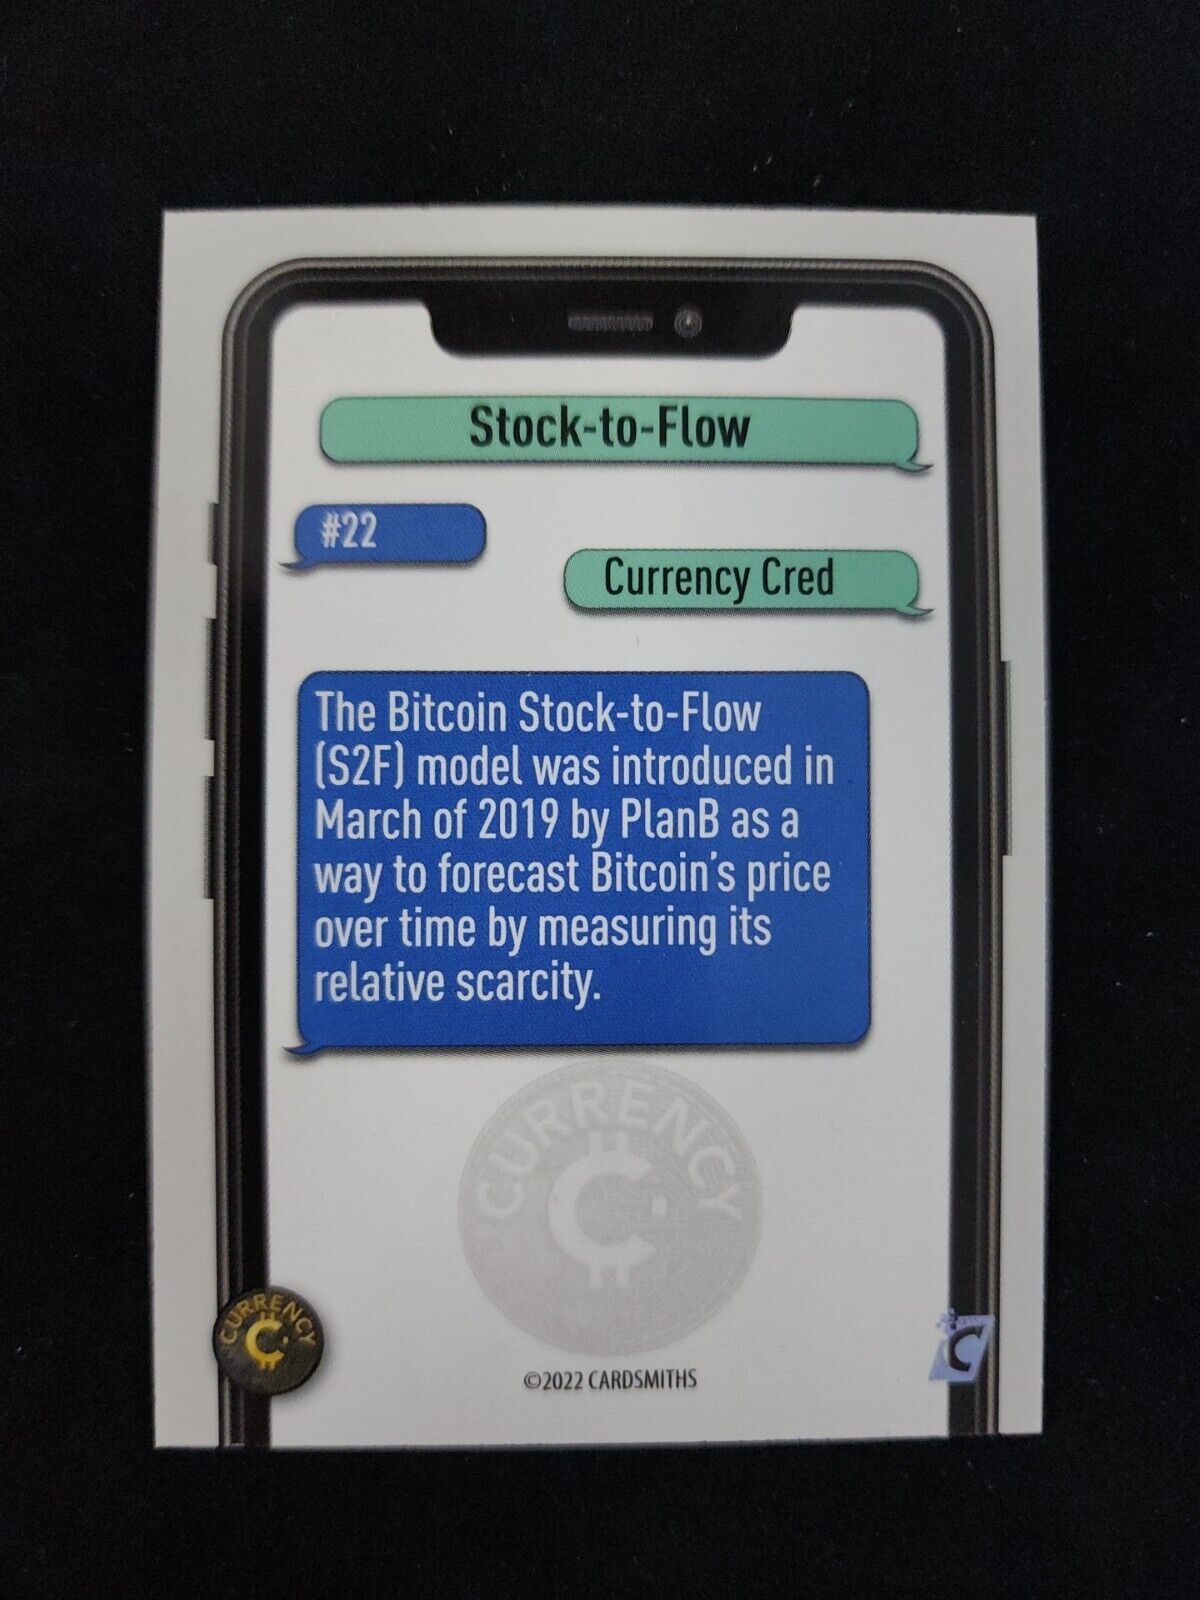 Stock-to-Flow
#22
Currency Cred
The Bitcoin Stock-to-Flow
(S2F) model was introduced in
March of 2019 by PlanB as a
way to forecast Bitcoin's price
over time by measuring its
relative scarcity.
CURRENCY
CURRENCY
©2022 CARDSMITHS